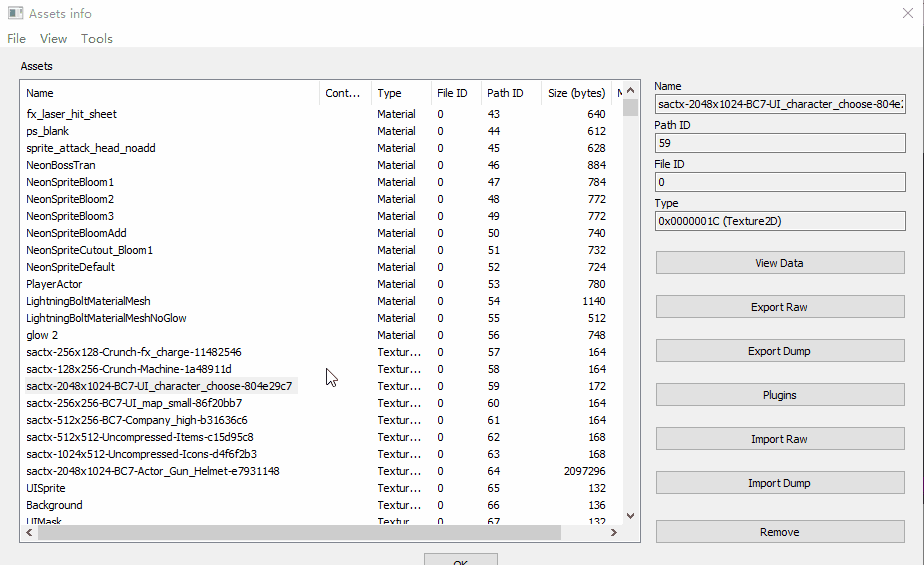 Assets info
File View Tools
Assets
Name Cont... Type File ID Path ID Size (bytes)
fx_laser_hit_sheet Material 0 43 640
ps_blank Material 0 44 612
sprite_attack_head_noadd Material 0 45 628
NeonBossTran Material 0 46 884
NeonSpriteBloom1 Material 0 47 784
NeonSpriteBloom2 Material 0 48 772
NeonSpriteBloom3 Material 0 49 772
NeonSpriteBloomAdd Material 0 50 740
NeonSpriteCutout_Bloom1 Material 0 51 732
NeonSpriteDefault Material 0 52 724
PlayerActor Material 0 53 780
LightningBoltMaterialMesh Material 0 54 1140
LightningBoltMaterialMeshNoGlow Material 0 55 512
glow 2 Material 0 56 748
sactx-256x128-Crunch-fx_charge-11482546 Textur... 0 57 164
sactx-128x256-Crunch-Machine-1a48911d Textur... 0 58 164
sactx-2048x1024-BC7-UI_character_choose-804e29c7 Textur... 0 59 172
sactx-256x256-BC7-UI_map_small-86f20bb7 Textur... 0 60 164
sactx-512x256-BC7-Company_high-b31636c6 Textur... 0 61 164
sactx-512x512-Uncompressed-Items-c15d95c8 Textur... 0 62 168
sactx-1024x512-Uncompressed-Icons-d4f6f2b3 Textur... 0 63 168
sactx-2048x1024-BC7-Actor_Gun_Helmet-e7931148 Textur... 0 64 2097296
UISprite Textur... 0 65 132
Background Textur... 0 66 136
UIMask Textur... 0 67 132
OK
Name
sactx-2048x1024-BC7-UI_character_choose-804e2
Path ID
59
File ID
0
Type
0x0000001C (Texture2D)
View Data
Export Raw
Export Dump
Plugins
Import Raw
Import Dump
Remove